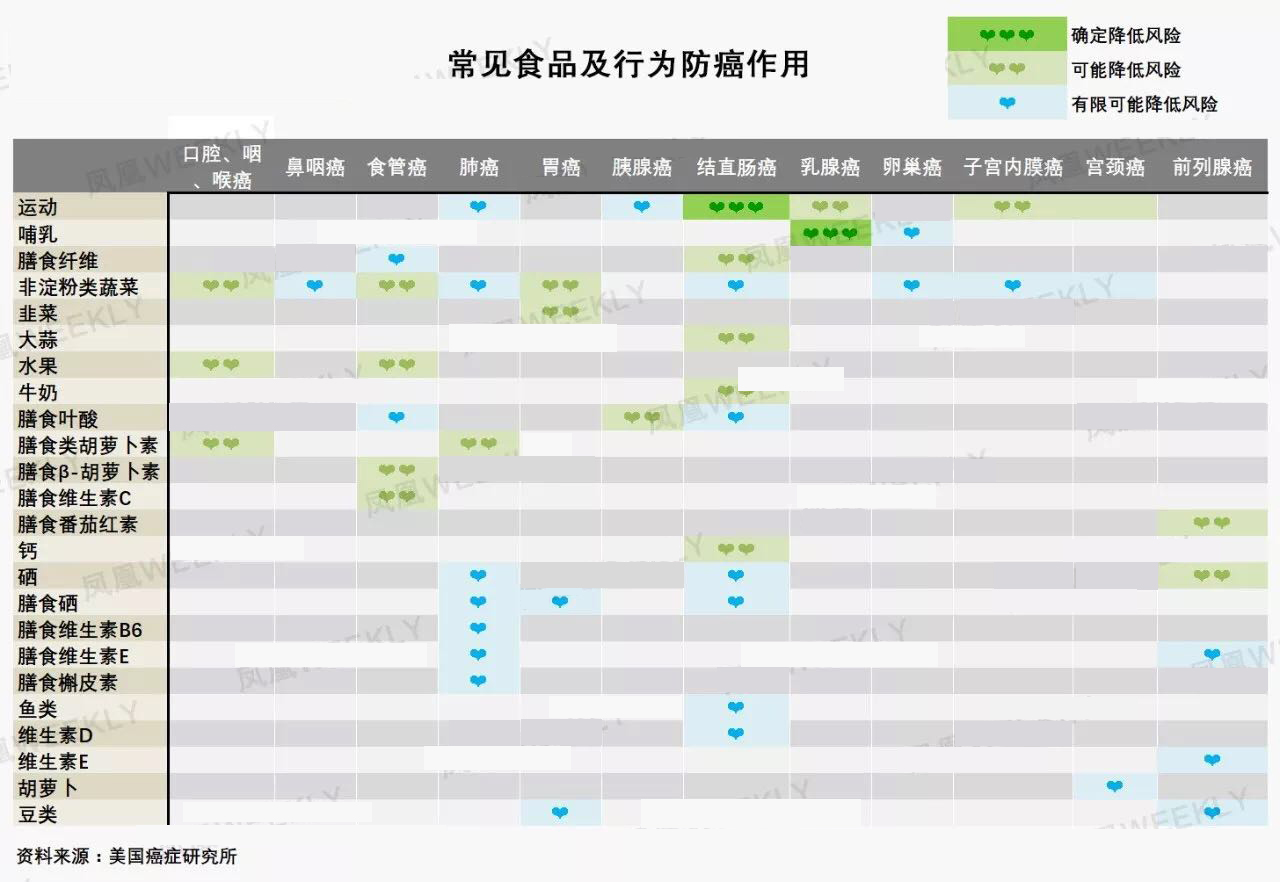 常见食品及行为防癌作用
确定降低风险
可能降低风险
有限可能降低风险
口腔、咽、喉癌 鼻咽癌 食管癌 肺癌 胃癌 胰腺癌 结直肠癌 乳腺癌 卵巢癌 子宫内膜癌 宫颈癌 前列腺癌
运动
哺乳
膳食纤维
非淀粉类蔬菜
韭菜
大蒜
水果
牛奶
膳食叶酸
膳食类胡萝卜素
膳食β-胡萝卜素
膳食维生素C
膳食番茄红素
钙
硒
膳食硒
膳食维生素B6
膳食维生素E
膳食槲皮素
鱼类
维生素D
维生素E
胡萝卜
豆类
资料来源：美国癌症研究所
凤凰WEEKLY